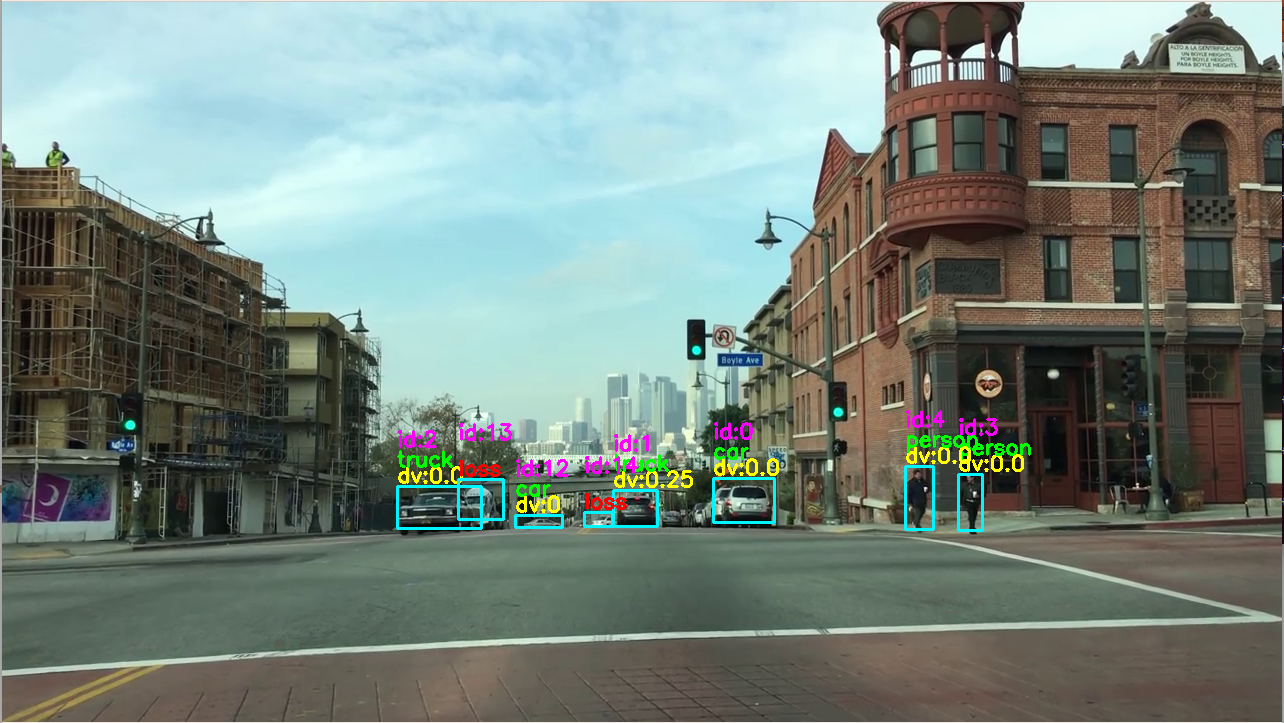 ALTO A LA GENTRIFICACIÓN
UN BOYLE HEIGHTS,
POR BOYLE HEIGHTS,
PARA BOYLE HEIGHTS.
Boyle Ave
id:2
truck
dv:0.0
id:13
loss
id:12
car
dv:0
id:14
loss
id:1
truck
dv:0.25
id:0
car
dv:0.0
id:4
person
dv:0.0
id:3
person
dv:0.0